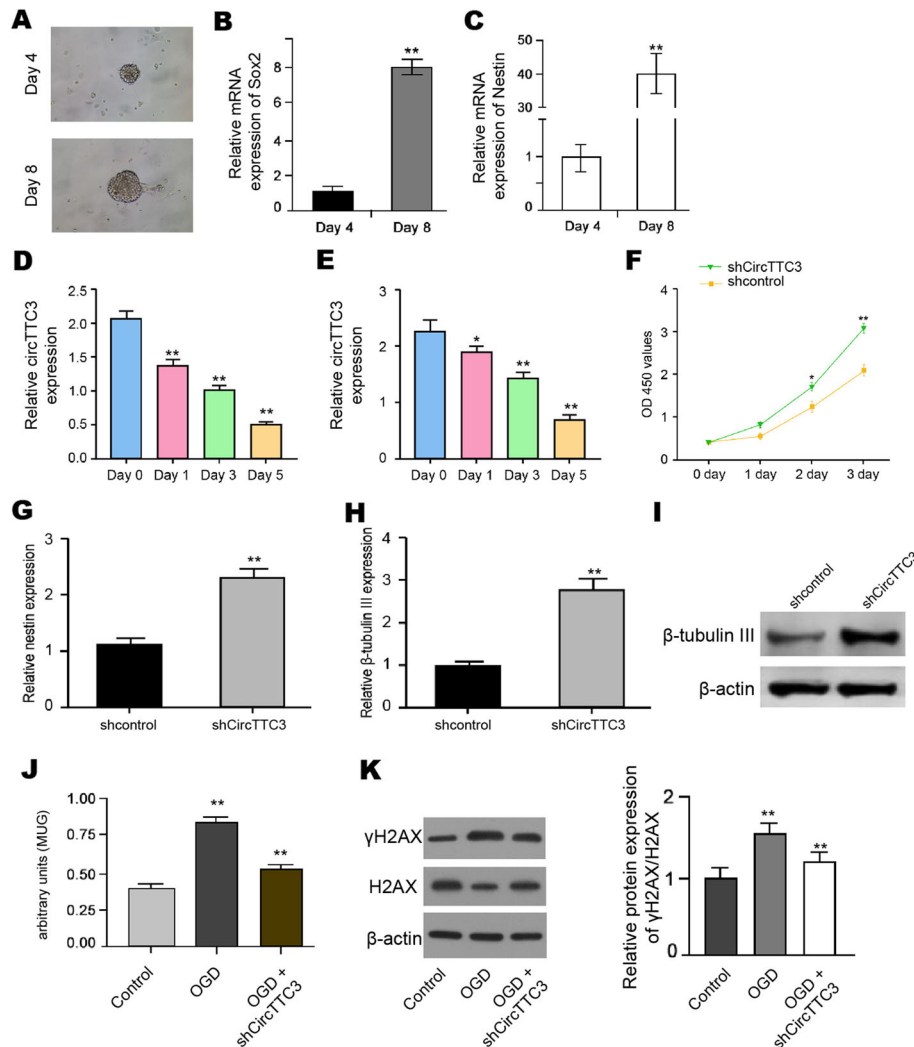 A
Day 4
Day 8
B
Relative mRNA
expression of Sox2
8
6
4
2
0
**
Day 4
Day 8
C
Relative mRNA
expression of Nestin
50
40
30
1
0
**
Day 4
Day 8
D
Relative circTTC3
expression
2.5
2.0
1.5
1.0
0.5
0.0
**
**
**
Day 0
Day 1
Day 3
Day 5
E
Relative circTTC3
expression
3
2
1
0
*
**
**
Day 0
Day 1
Day 3
Day 5
F
shCircTTC3
shcontrol
OD 450 values
4
3
2
1
0
*
**
0 day
1 day
2 day
3 day
G
Relative nestin expression
3
2
1
0
**
shcontrol
shCircTTC3
H
Relative β-tubulin III expression
4
3
2
1
0
**
shcontrol
shCircTTC3
I
shcontrol
shCircTTC3
β-tubulin III
β-actin
J
arbitrary units (MUG)
1.00
0.75
0.50
0.25
0.00
**
**
Control
OGD
OGD +
shCircTTC3
K
γH2AX
H2AX
β-actin
Control
OGD
OGD +
shCircTTC3
Relative protein expression
of γH2AX/H2AX
2
1
0
**
**
Control
OGD
OGD +
shCircTTC3